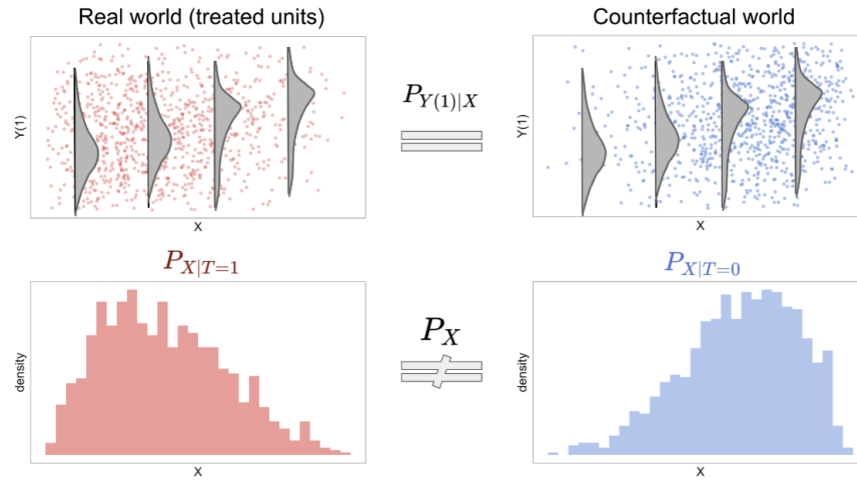 Real world (treated units)
Counterfactual world
Y(1)
X
P_{Y(1)|X}
Y(1)
X
P_{X|T=1}
P_{X|T=0}
density
X
P_X
density
X